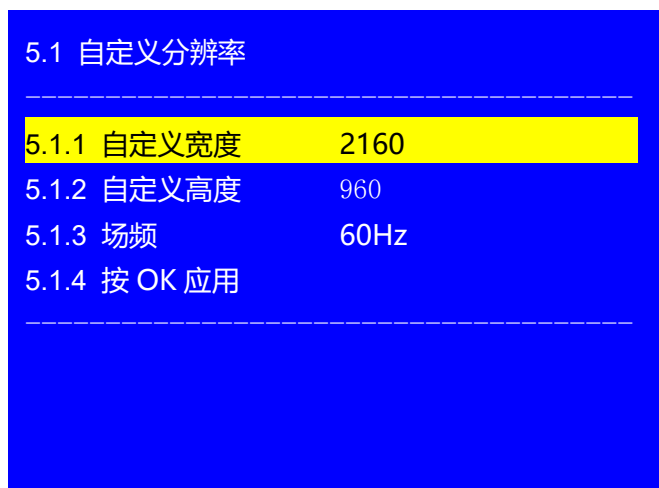 5.1 自定义分辨率
5.1.1 自定义宽度 2160
5.1.2 自定义高度 960
5.1.3 场频 60Hz
5.1.4 按 OK 应用